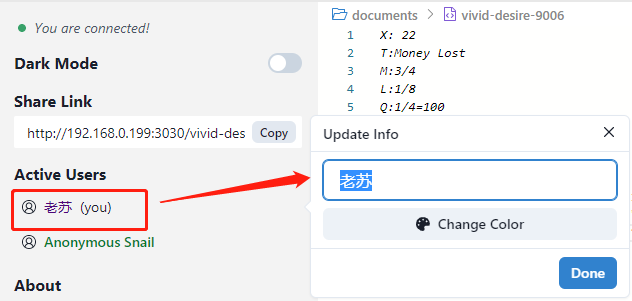 You are connected!
Dark Mode
Share Link
http://192.168.0.199:3030/vivid-des Copy
Active Users
老苏 (you)
Anonymous Snail
About
documents > vivid-desire-9006
1 X: 22
2 T:Money Lost
3 M:3/4
4 L:1/8
5 Q:1/4=100
Update Info
老苏
Change Color
Done